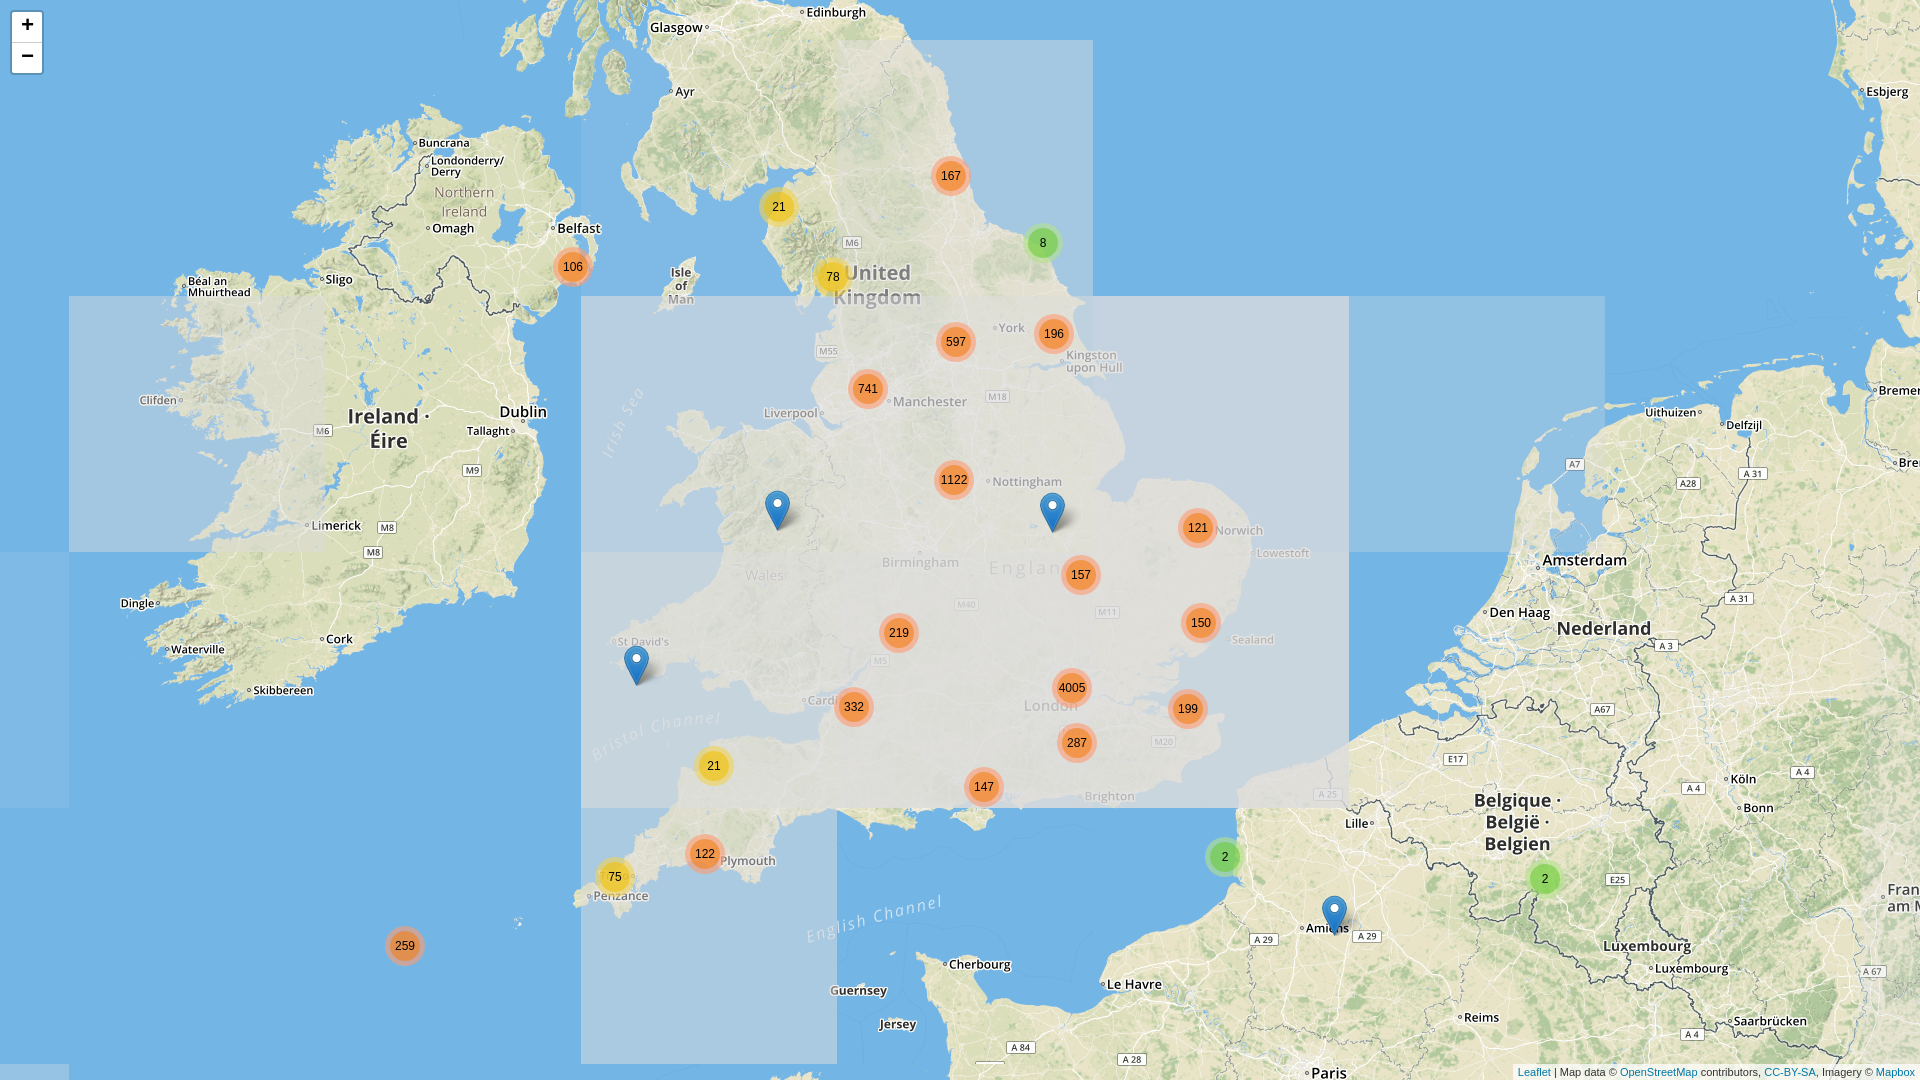 +
−
Glasgow
Edinburgh
Ayr
Esbjerg
Buncrana
Londonderry/
Derry
Northern
Ireland
Omagh
Belfast
167
21
8
106
M6
78
United
Kingdom
Isle
of
Man
Béal an
Mhuirthead
Sligo
York
196
597
M55
Kingston
upon Hull
741
Manchester
M18
Liverpool
Irish Sea
Clifden
Ireland ·
Éire
Dublin
Tallaght
M6
M9
Uithuizen
Delfzijl
A7
A 31
A28
1122
Nottingham
Limerick
M8
M8
121
Norwich
Lowestoft
Birmingham
Wales
157
Amsterdam
Dingle
M40
M11
Den Haag
A 31
150
219
Sealand
Nederland
A 3
Cork
Waterville
St David's
M5
Skibbereen
4005
London
332
199
A67
Bristol Channel
287
M20
E17
21
147
Brighton
A 25
A 4
A 4
Köln
Bonn
Belgique ·
België ·
Belgien
Lille
122
Plymouth
75
Penzance
2
2
E25
English Channel
259
A 29
A 29
Luxembourg
Luxembourg
Cherbourg
A 67
Guernsey
Le Havre
Jersey
Reims
Saarbrücken
A 84
A 28
A 4
Paris
Leaflet | Map data © OpenStreetMap contributors, CC-BY-SA, Imagery © Mapbox